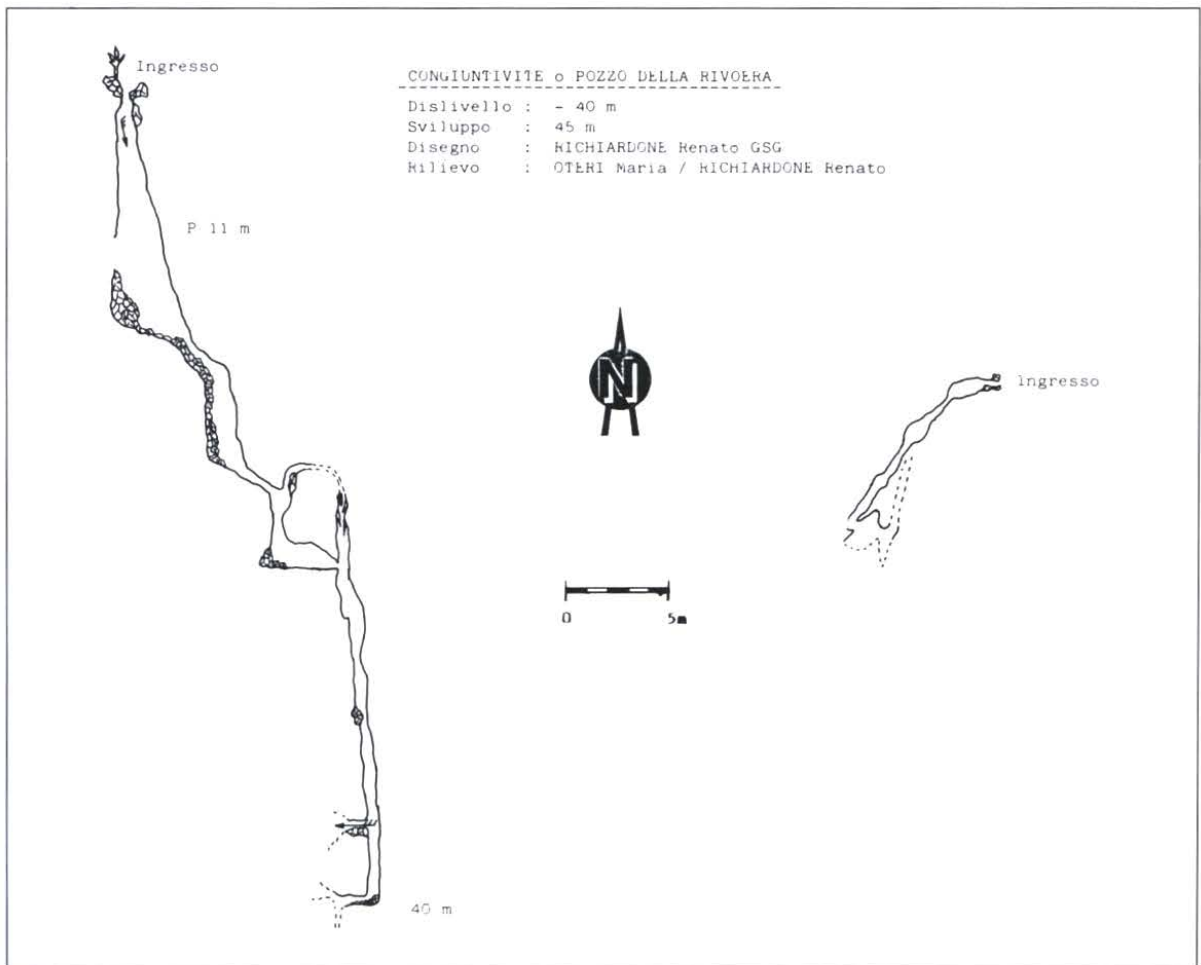 Ingresso
CONGIUNTIVITE o POZZO DELLA RIVOERA
Dislivello : - 40 m
Sviluppo : 45 m
Disegno : RICHIARDONE Renato GSG
Rilievo : OTERI Maria / RICHIARDONE Renato
P 11 m
N
Ingresso
0 5m
40 m